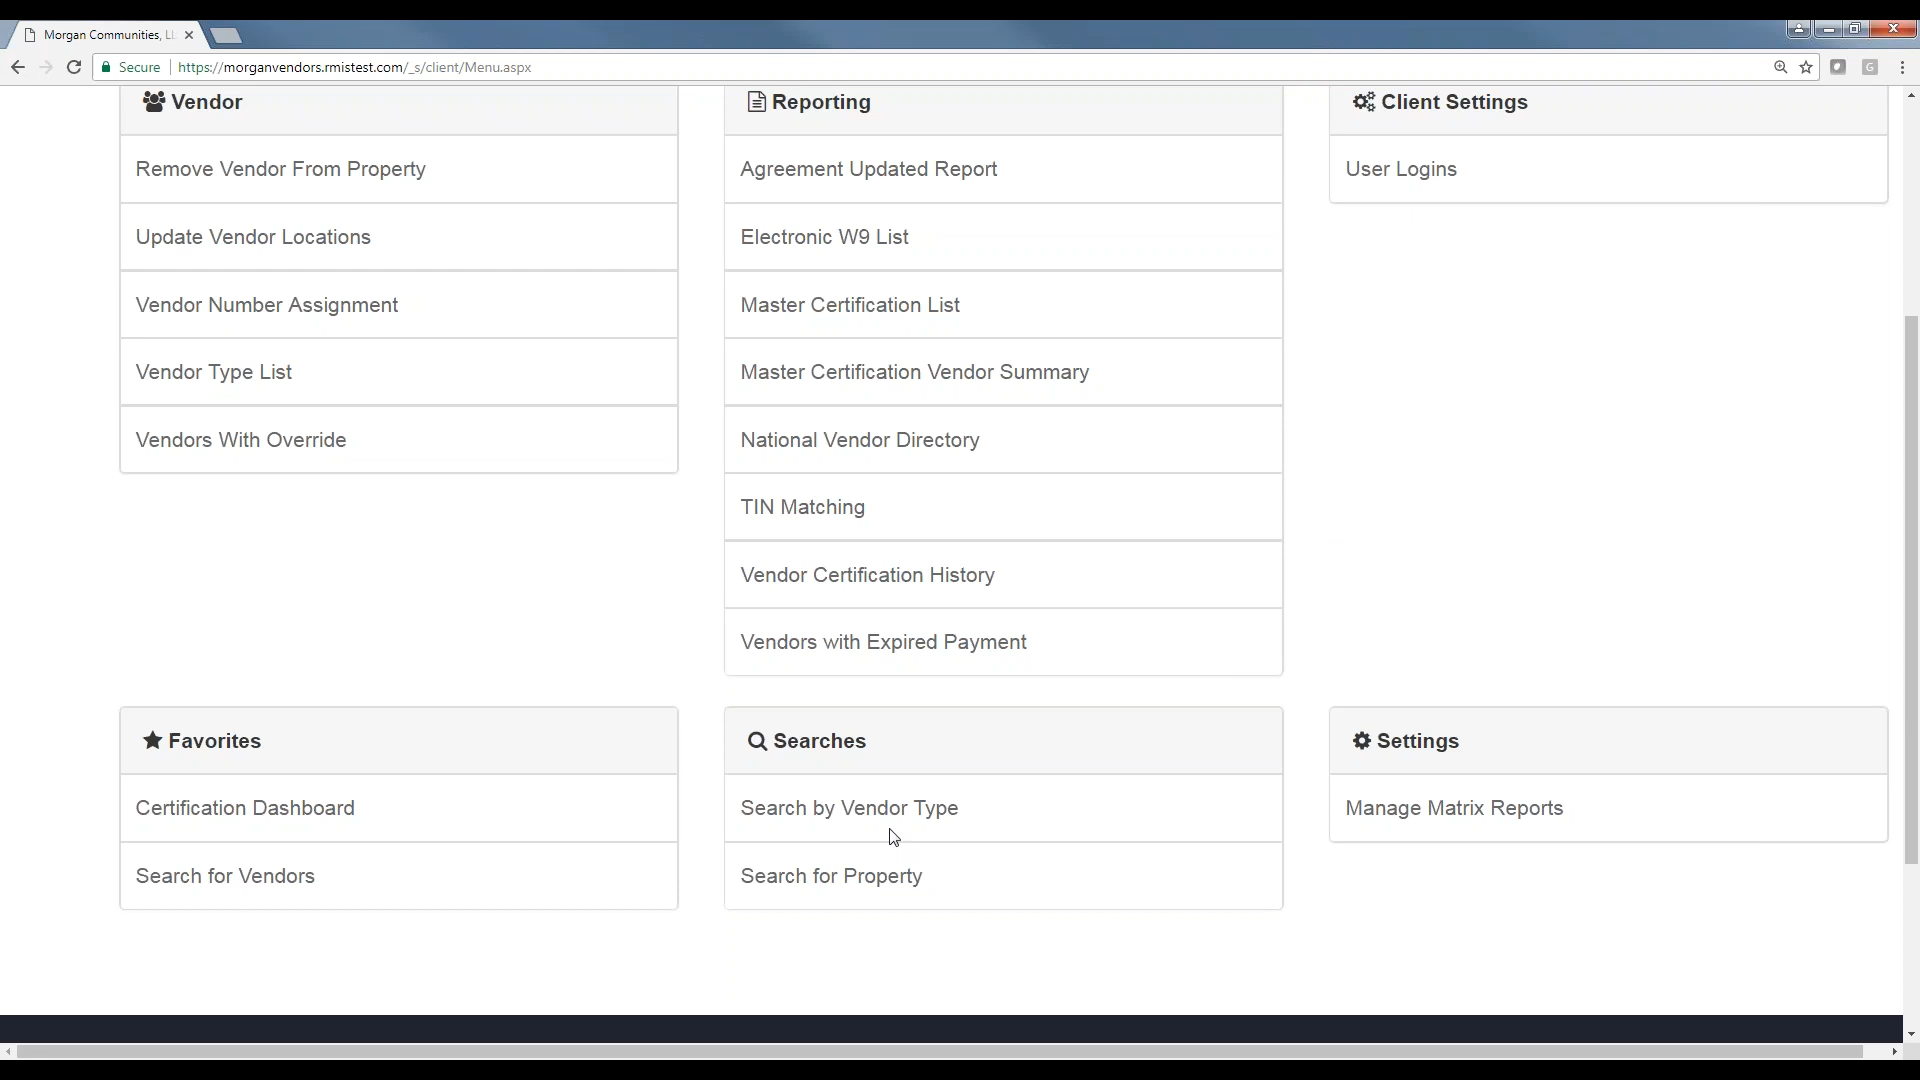 Morgan Communities, LL
Secure https://morganvendors.rmistest.com/_s/client/Menu.aspx
G
Vendor
Remove Vendor From Property
Update Vendor Locations
Vendor Number Assignment
Vendor Type List
Vendors With Override
Reporting
Agreement Updated Report
Electronic W9 List
Master Certification List
Master Certification Vendor Summary
National Vendor Directory
TIN Matching
Vendor Certification History
Vendors with Expired Payment
Client Settings
User Logins
Favorites
Certification Dashboard
Search for Vendors
Searches
Search by Vendor Type
Search for Property
Settings
Manage Matrix Reports